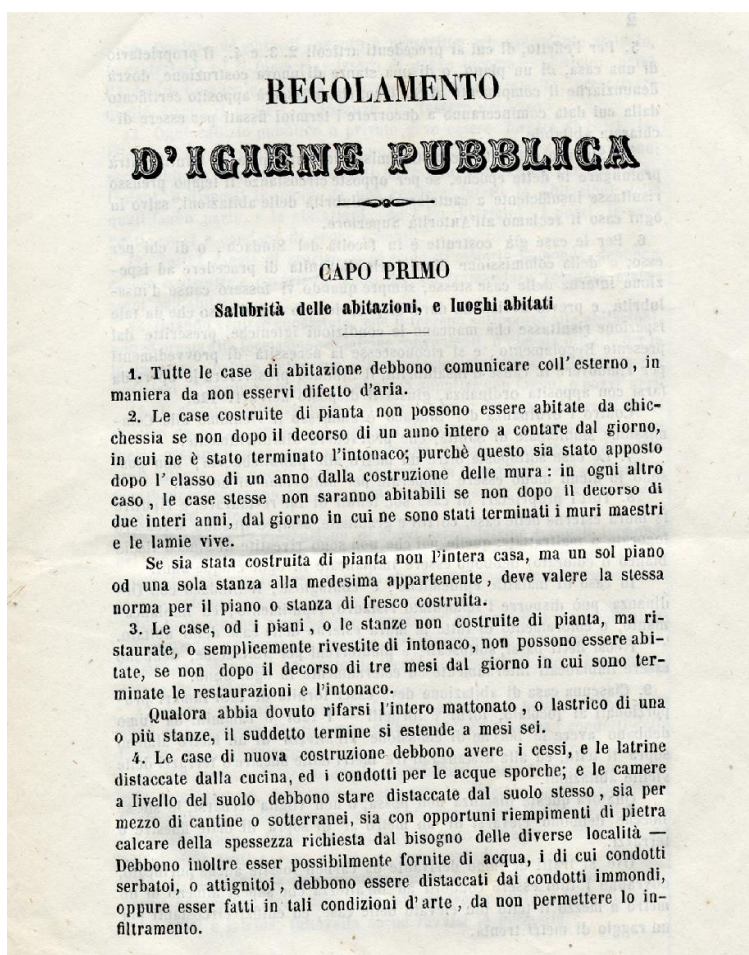 REGOLAMENTO
D'IGIENE PUBBLICA
CAPO PRIMO
Salubrità delle abitazioni, e luoghi abitati
1. Tutte le case di abitazione debbono comunicare coll'esterno, in
maniera da non esservi difetto d'aria.
2. Le case costruite di pianta non possono essere abitate da chic-
chessia se non dopo il decorso di un anno intero a contare dal giorno,
in cui ne è stato terminato l'intonaco; purchè questo sia stato apposto
dopo l'elasso di un anno dalla costruzione delle mura: in ogni altro
caso, le case stesse non saranno abitabili se non dopo il decorso di
due interi anni, dal giorno in cui ne sono stati terminati i muri maestri
e le lamie vive.
Se sia stata costruita di pianta non l'intera casa, ma un sol piano
od una sola stanza alla medesima appartenente, deve valere la stessa
norma per il piano o stanza di fresco costruita.
3. Le case, od i piani, o le stanze non costruite di pianta, ma ri-
staurate, o semplicemente rivestite di intonaco, non possono essere abi-
tate, se non dopo il decorso di tre mesi dal giorno in cui sono ter-
minate le restaurazioni e l'intonaco.
Qualora abbia dovuto rifarsi l'intero mattonato, o lastrico di una
o più stanze, il suddetto termine si estende a mesi sei.
4. Le case di nuova costruzione debbono avere i cessi, e le latrine
distaccate dalla cucina, ed i condotti per le acque sporche; e le camere
a livello del suolo debbono stare distaccate dal suolo stesso, sia per
mezzo di cantine o sotterranei, sia con opportuni riempimenti di pietra
calcare della spessezza richiesta dal bisogno delle diverse località —
Debbono inoltre esser possibilmente fornite di acqua, i di cui condotti
serbatoi, o attignitoi, debbono essere distaccati dai condotti immondi,
oppure esser fatti in tali condizioni d'arte, da non permettere lo in-
filtramento.